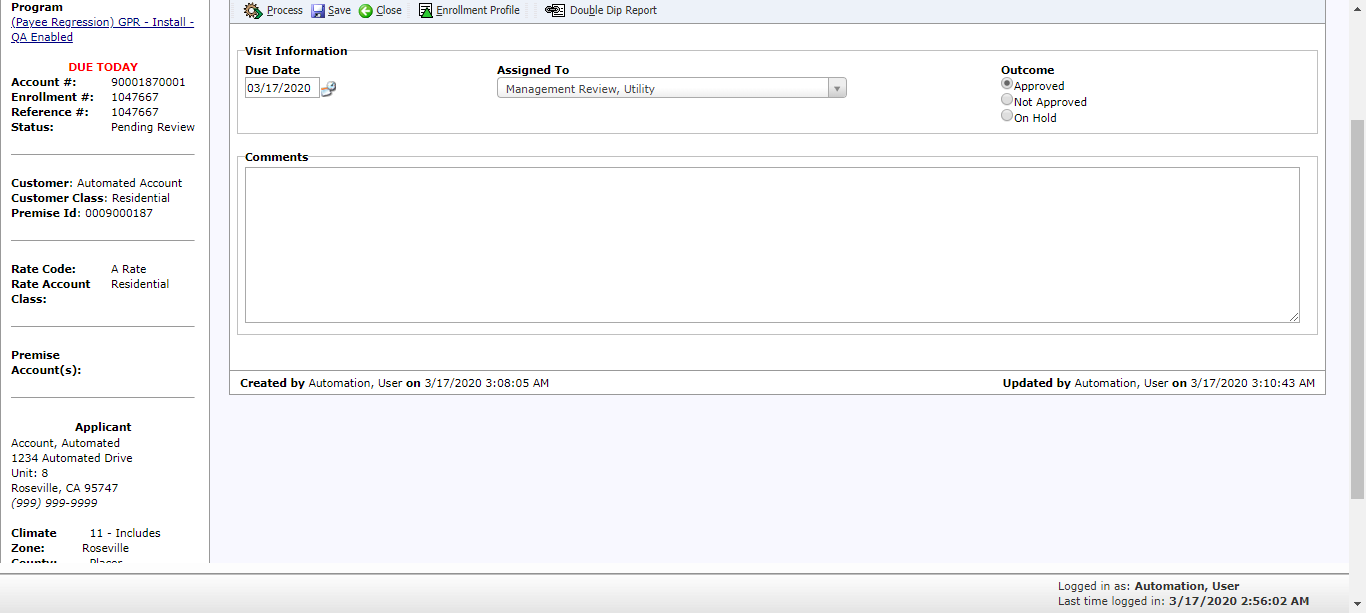 Program
(Payee Regression) GPR - Install -
QA Enabled
DUE TODAY
Account #: 90001870001
Enrollment #: 1047667
Reference #: 1047667
Status: Pending Review
Customer: Automated Account
Customer Class: Residential
Premise Id: 0009000187
Rate Code: A Rate
Rate Account Residential
Class:
Premise
Account(s):
Applicant
Account, Automated
1234 Automated Drive
Unit: 8
Roseville, CA 95747
(999) 999-9999
Climate 11 - Includes
Zone: Roseville
County: Placer
Process Save Close Enrollment Profile Double Dip Report
Visit Information
Due Date Assigned To Outcome
03/17/2020 Management Review, Utility Approved
Not Approved
On Hold
Comments
Created by Automation, User on 3/17/2020 3:08:05 AM Updated by Automation, User on 3/17/2020 3:10:43 AM
Logged in as: Automation, User
Last time logged in: 3/17/2020 2:56:02 AM